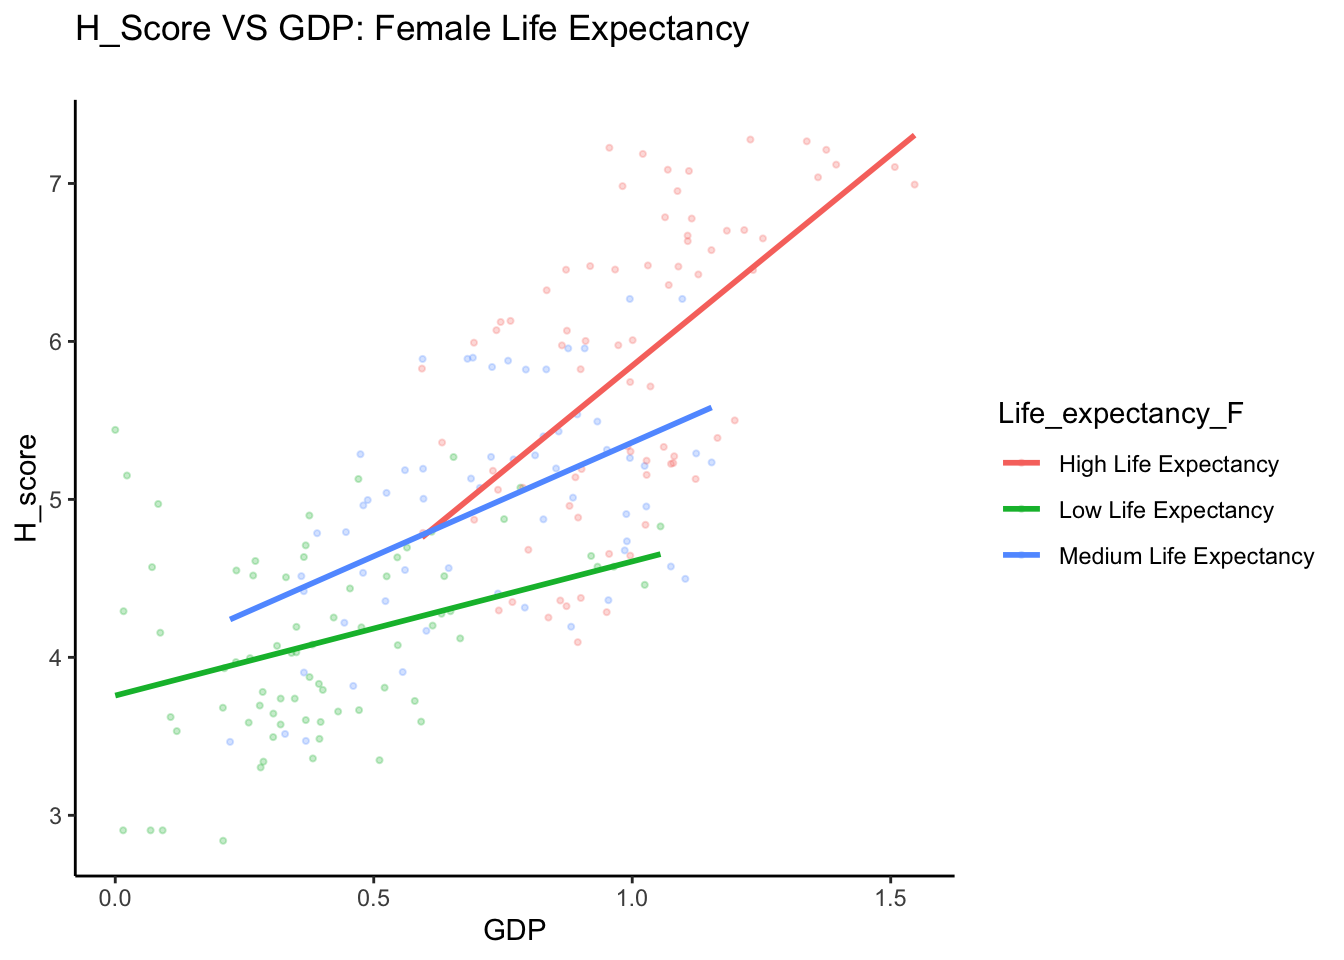 H_Score VS GDP: Female Life Expectancy
7
6
5
4
3
H_score
0.0 0.5 1.0 1.5
GDP
Life_expectancy_F
High Life Expectancy
Low Life Expectancy
Medium Life Expectancy